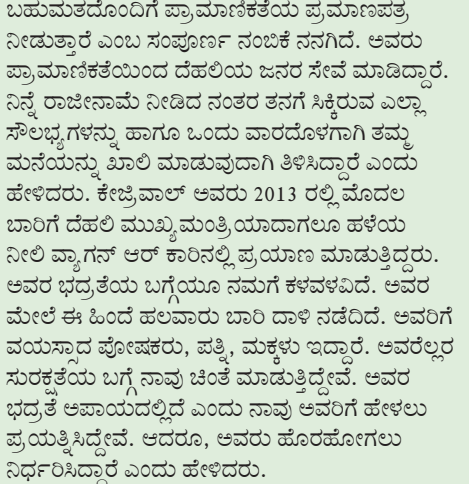 ಬಹುಮತದೊಂದಿಗೆ ಪ್ರಾಮಾಣಿಕತೆಯ ಪ್ರಮಾಣಪತ್ರ
ನೀಡುತ್ತಾರೆ ಎಂಬ ಸಂಪೂರ್ಣ ನಂಬಿಕೆ ನನಗಿದೆ. ಅವರು
ಪ್ರಾಮಾಣಿಕತೆಯಿಂದ ದೆಹಲಿಯ ಜನರ ಸೇವೆ ಮಾಡಿದ್ದಾರೆ.
ನಿನ್ನೆ ರಾಜೀನಾಮೆ ನೀಡಿದ ನಂತರ ತನಗೆ ಸಿಕ್ಕಿರುವ ಎಲ್ಲಾ
ಸೌಲಭ್ಯಗಳನ್ನು ಹಾಗೂ ಒಂದು ವಾರದೊಳಗಾಗಿ ತಮ್ಮ
ಮನೆಯನ್ನು ಖಾಲಿ ಮಾಡುವುದಾಗಿ ತಿಳಿಸಿದ್ದಾರೆ ಎಂದು
ಹೇಳಿದರು. ಕೇಜ್ರಿವಾಲ್ ಅವರು 2013 ರಲ್ಲಿ ಮೊದಲ
ಬಾರಿಗೆ ದೆಹಲಿ ಮುಖ್ಯಮಂತ್ರಿಯಾದಾಗಲೂ ಹಳೆಯ
ನೀಲಿ ವ್ಯಾಗನ್ ಆರ್ ಕಾರಿನಲ್ಲಿ ಪ್ರಯಾಣ ಮಾಡುತ್ತಿದ್ದರು.
ಅವರ ಭದ್ರತೆಯ ಬಗ್ಗೆಯೂ ನಮಗೆ ಕಳವಳವಿದೆ. ಅವರ
ಮೇಲೆ ಈ ಹಿಂದೆ ಹಲವಾರು ಬಾರಿ ದಾಳಿ ನಡೆದಿದೆ. ಅವರಿಗೆ
ವಯಸ್ಸಾದ ಪೋಷಕರು, ಪತ್ನಿ, ಮಕ್ಕಳು ಇದ್ದಾರೆ. ಅವರೆಲ್ಲರ
ಸುರಕ್ಷತೆಯ ಬಗ್ಗೆ ನಾವು ಚಿಂತೆ ಮಾಡುತ್ತಿದ್ದೇವೆ. ಅವರ
ಭದ್ರತೆ ಅಪಾಯದಲ್ಲಿದೆ ಎಂದು ನಾವು ಅವರಿಗೆ ಹೇಳಲು
ಪ್ರಯತ್ನಿಸಿದ್ದೇವೆ. ಆದರೂ, ಅವರು ಹೊರಹೋಗಲು
ನಿರ್ಧರಿಸಿದ್ದಾರೆ ಎಂದು ಹೇಳಿದರು.